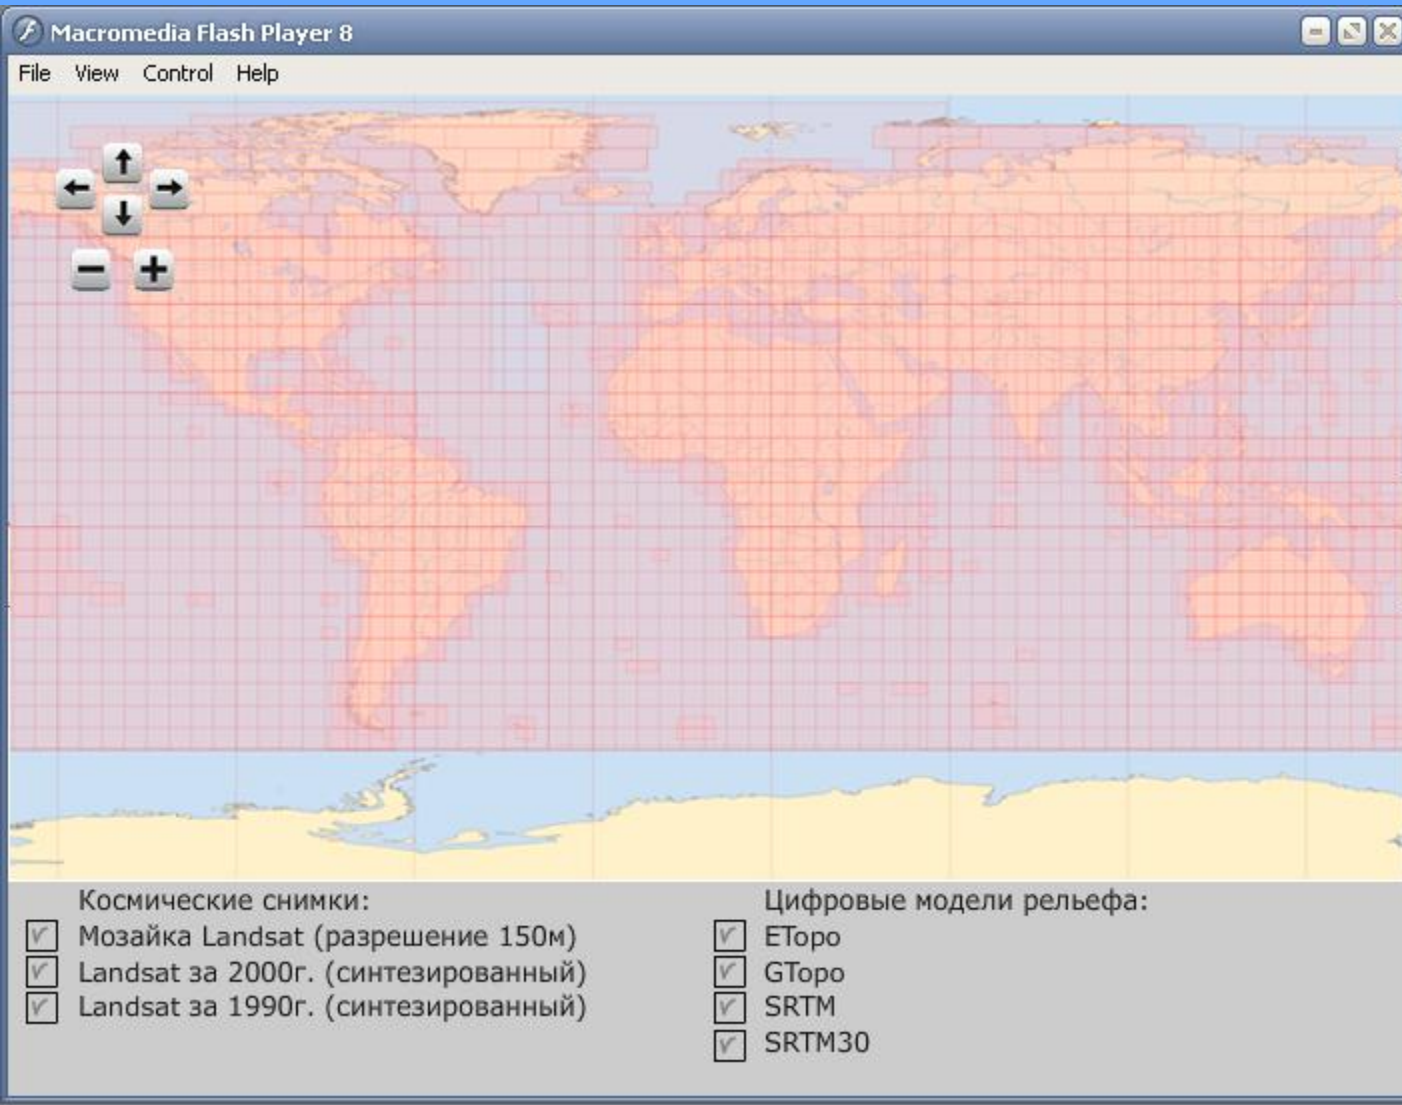 Macromedia Flash Player 8
File View Control Help
Космические снимки:
Мозайка Landsat (разрешение 150м)
Landsat за 2000г. (синтезированный)
Landsat за 1990г. (синтезированный)
Цифровые модели рельефа:
ETopo
GTopo
SRTM
SRTM30